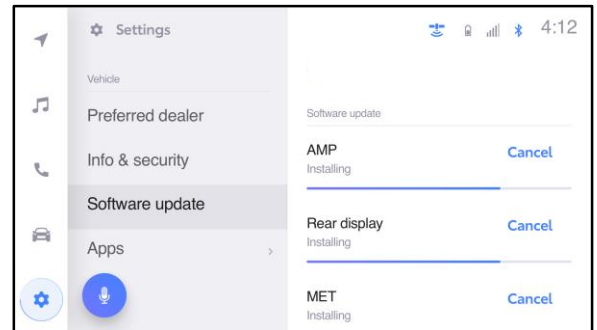 Settings
4:12
Vehicle
Preferred dealer
Info & security
Software update
Apps
Software update
AMP
Cancel
Installing
Rear display
Cancel
Installing
MET
Cancel
Installing